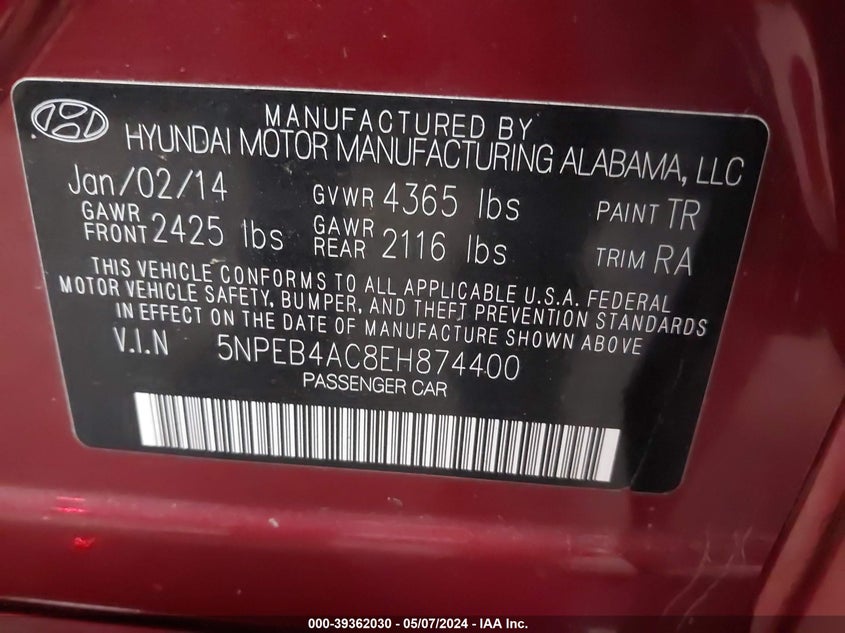 MANUFACTURED BY
HYUNDAI MOTOR MANUFACTURING ALABAMA, LLC
Jan/02/14 GVWR 4365 lbs PAINT TR
GAWR FRONT 2425 lbs GAWR REAR 2116 lbs TRIM RA
THIS VEHICLE CONFORMS TO ALL APPLICABLE U.S.A. FEDERAL
MOTOR VEHICLE SAFETY, BUMPER, AND THEFT PREVENTION STANDARDS
IN EFFECT ON THE DATE OF MANUFACTURE SHOWN ABOVE
V.I.N 5NPEB4AC8EH874400
PASSENGER CAR
000-39362030 - 05/07/2024 - IAA Inc.